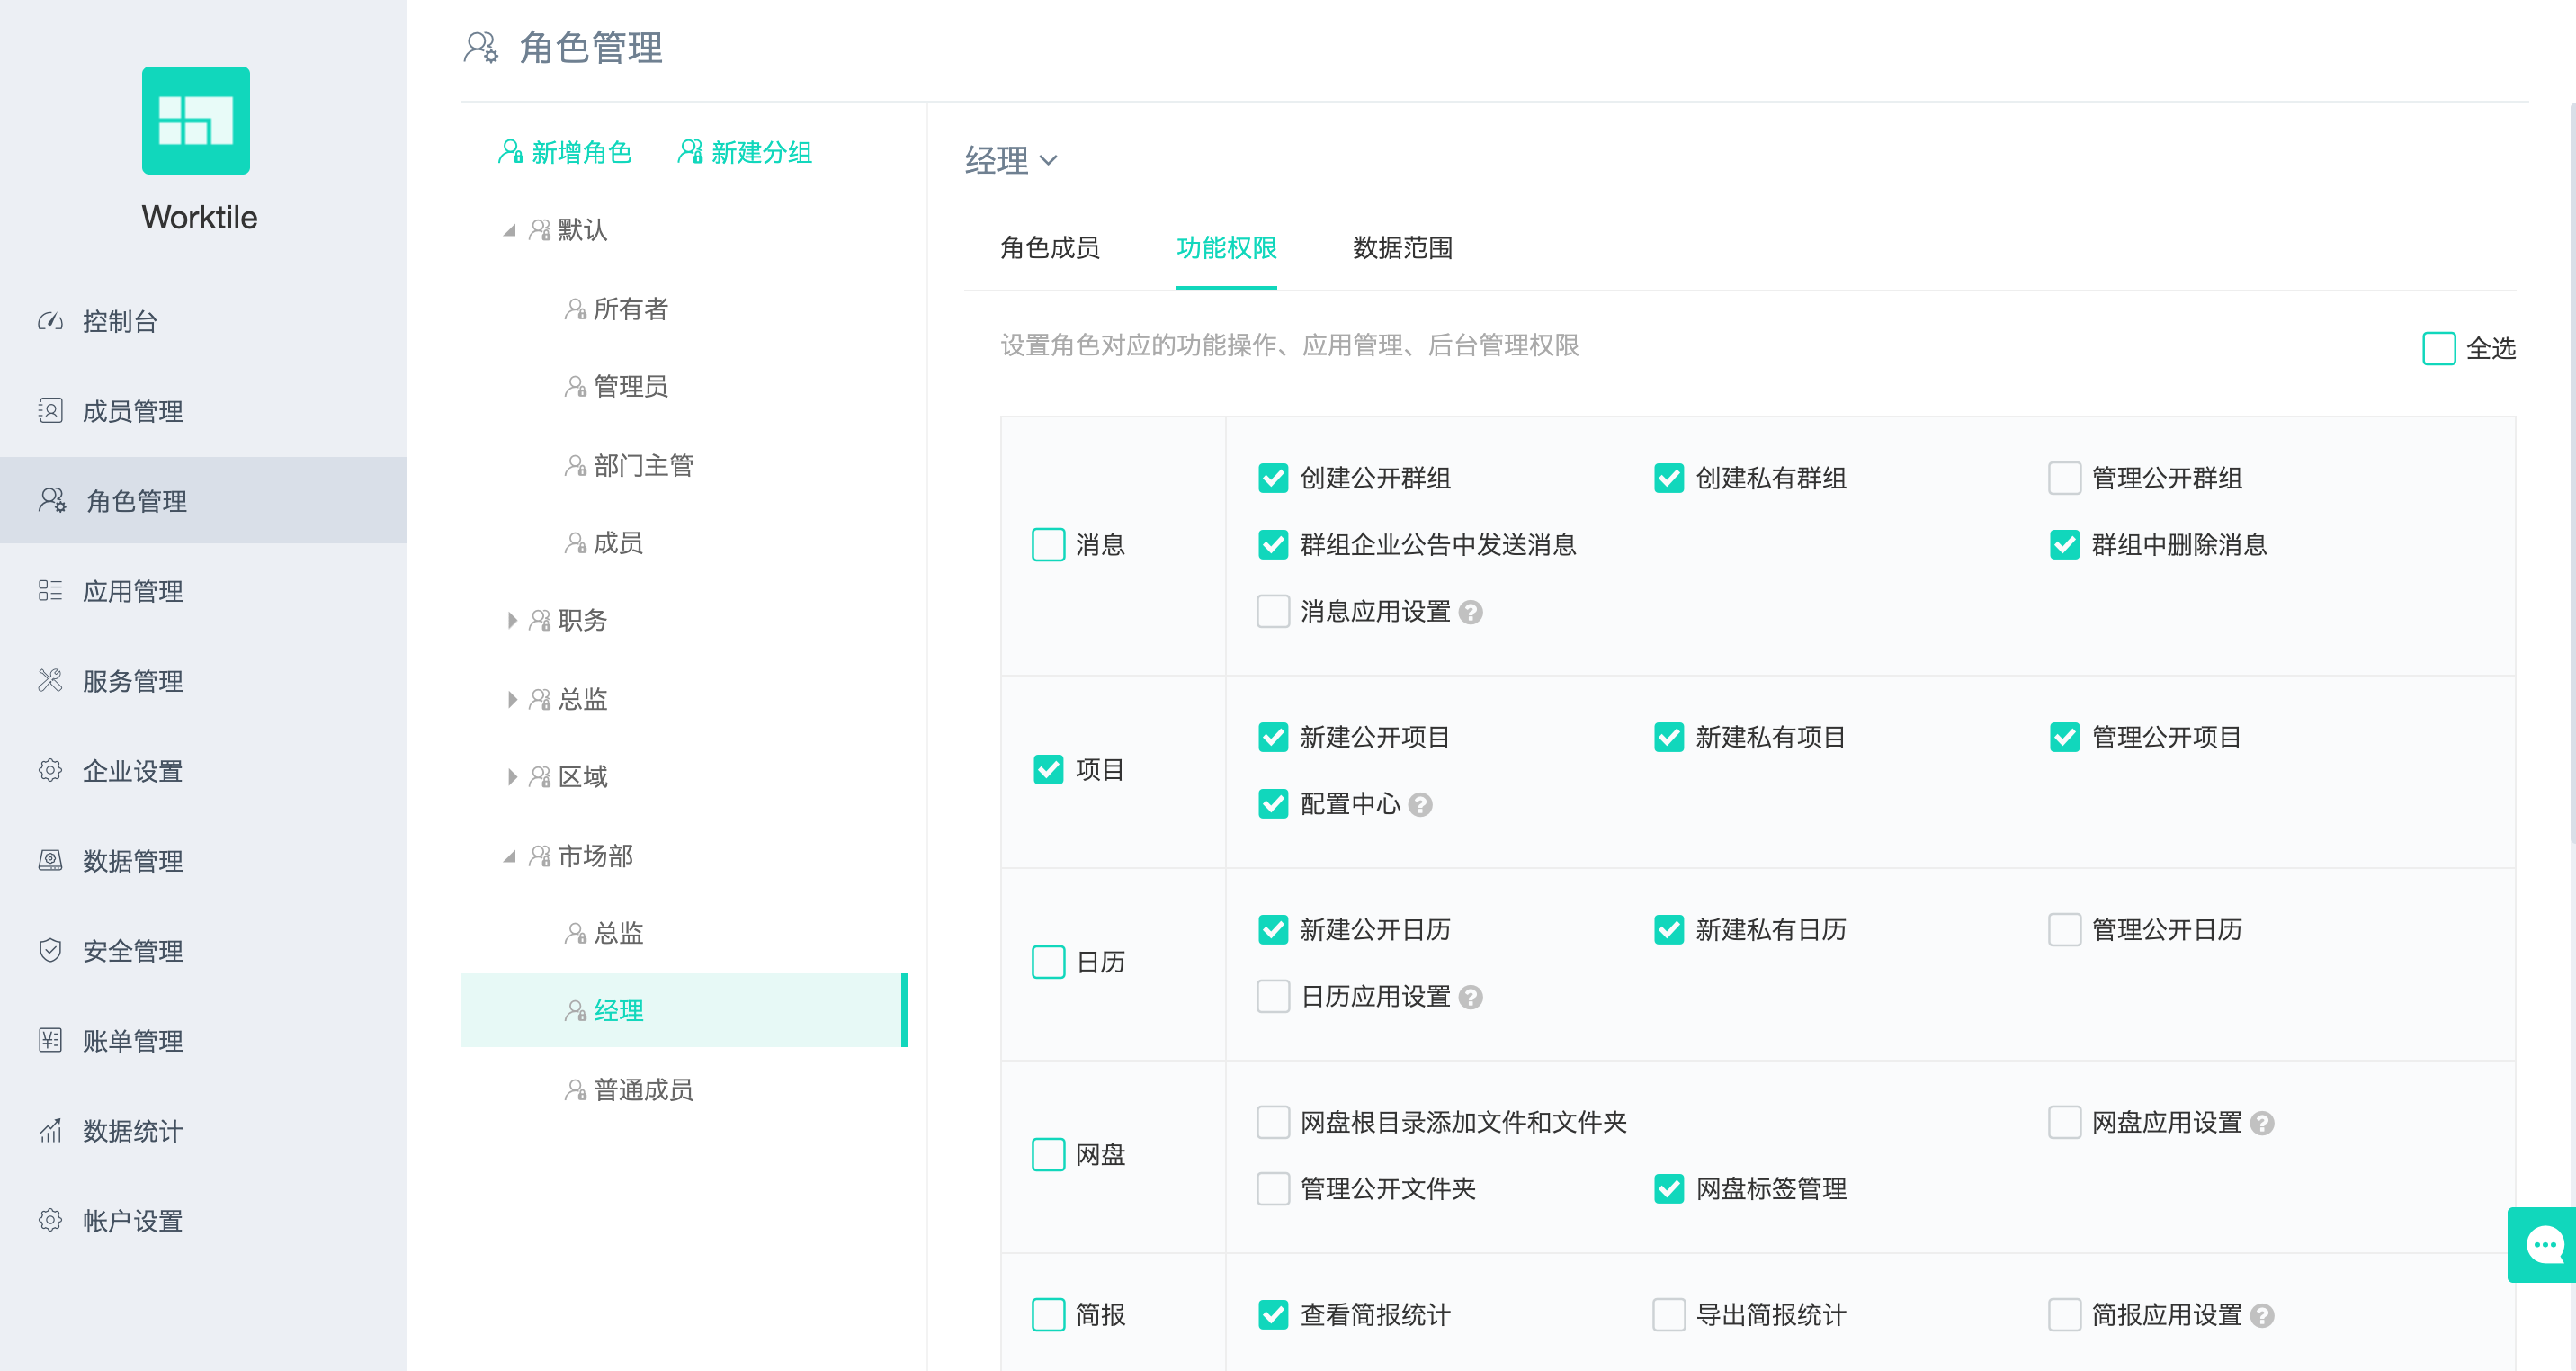 Worktile
控制台
成员管理
角色管理
应用管理
服务管理
企业设置
数据管理
安全管理
账单管理
数据统计
帐户设置
角色管理
新增角色 新建分组
默认
所有者
管理员
部门主管
成员
职务
总监
区域
市场部
总监
经理
普通成员
经理
角色成员 功能权限 数据范围
设置角色对应的功能操作、应用管理、后台管理权限 全选
消息
创建公开群组 创建私有群组 管理公开群组
群组企业公告中发送消息 群组中删除消息
消息应用设置 ?
项目
新建公开项目 新建私有项目 管理公开项目
配置中心 ?
日历
新建公开日历 新建私有日历 管理公开日历
日历应用设置 ?
网盘
网盘根目录添加文件和文件夹 网盘应用设置 ?
管理公开文件夹 网盘标签管理
简报
查看简报统计 导出简报统计 简报应用设置 ?